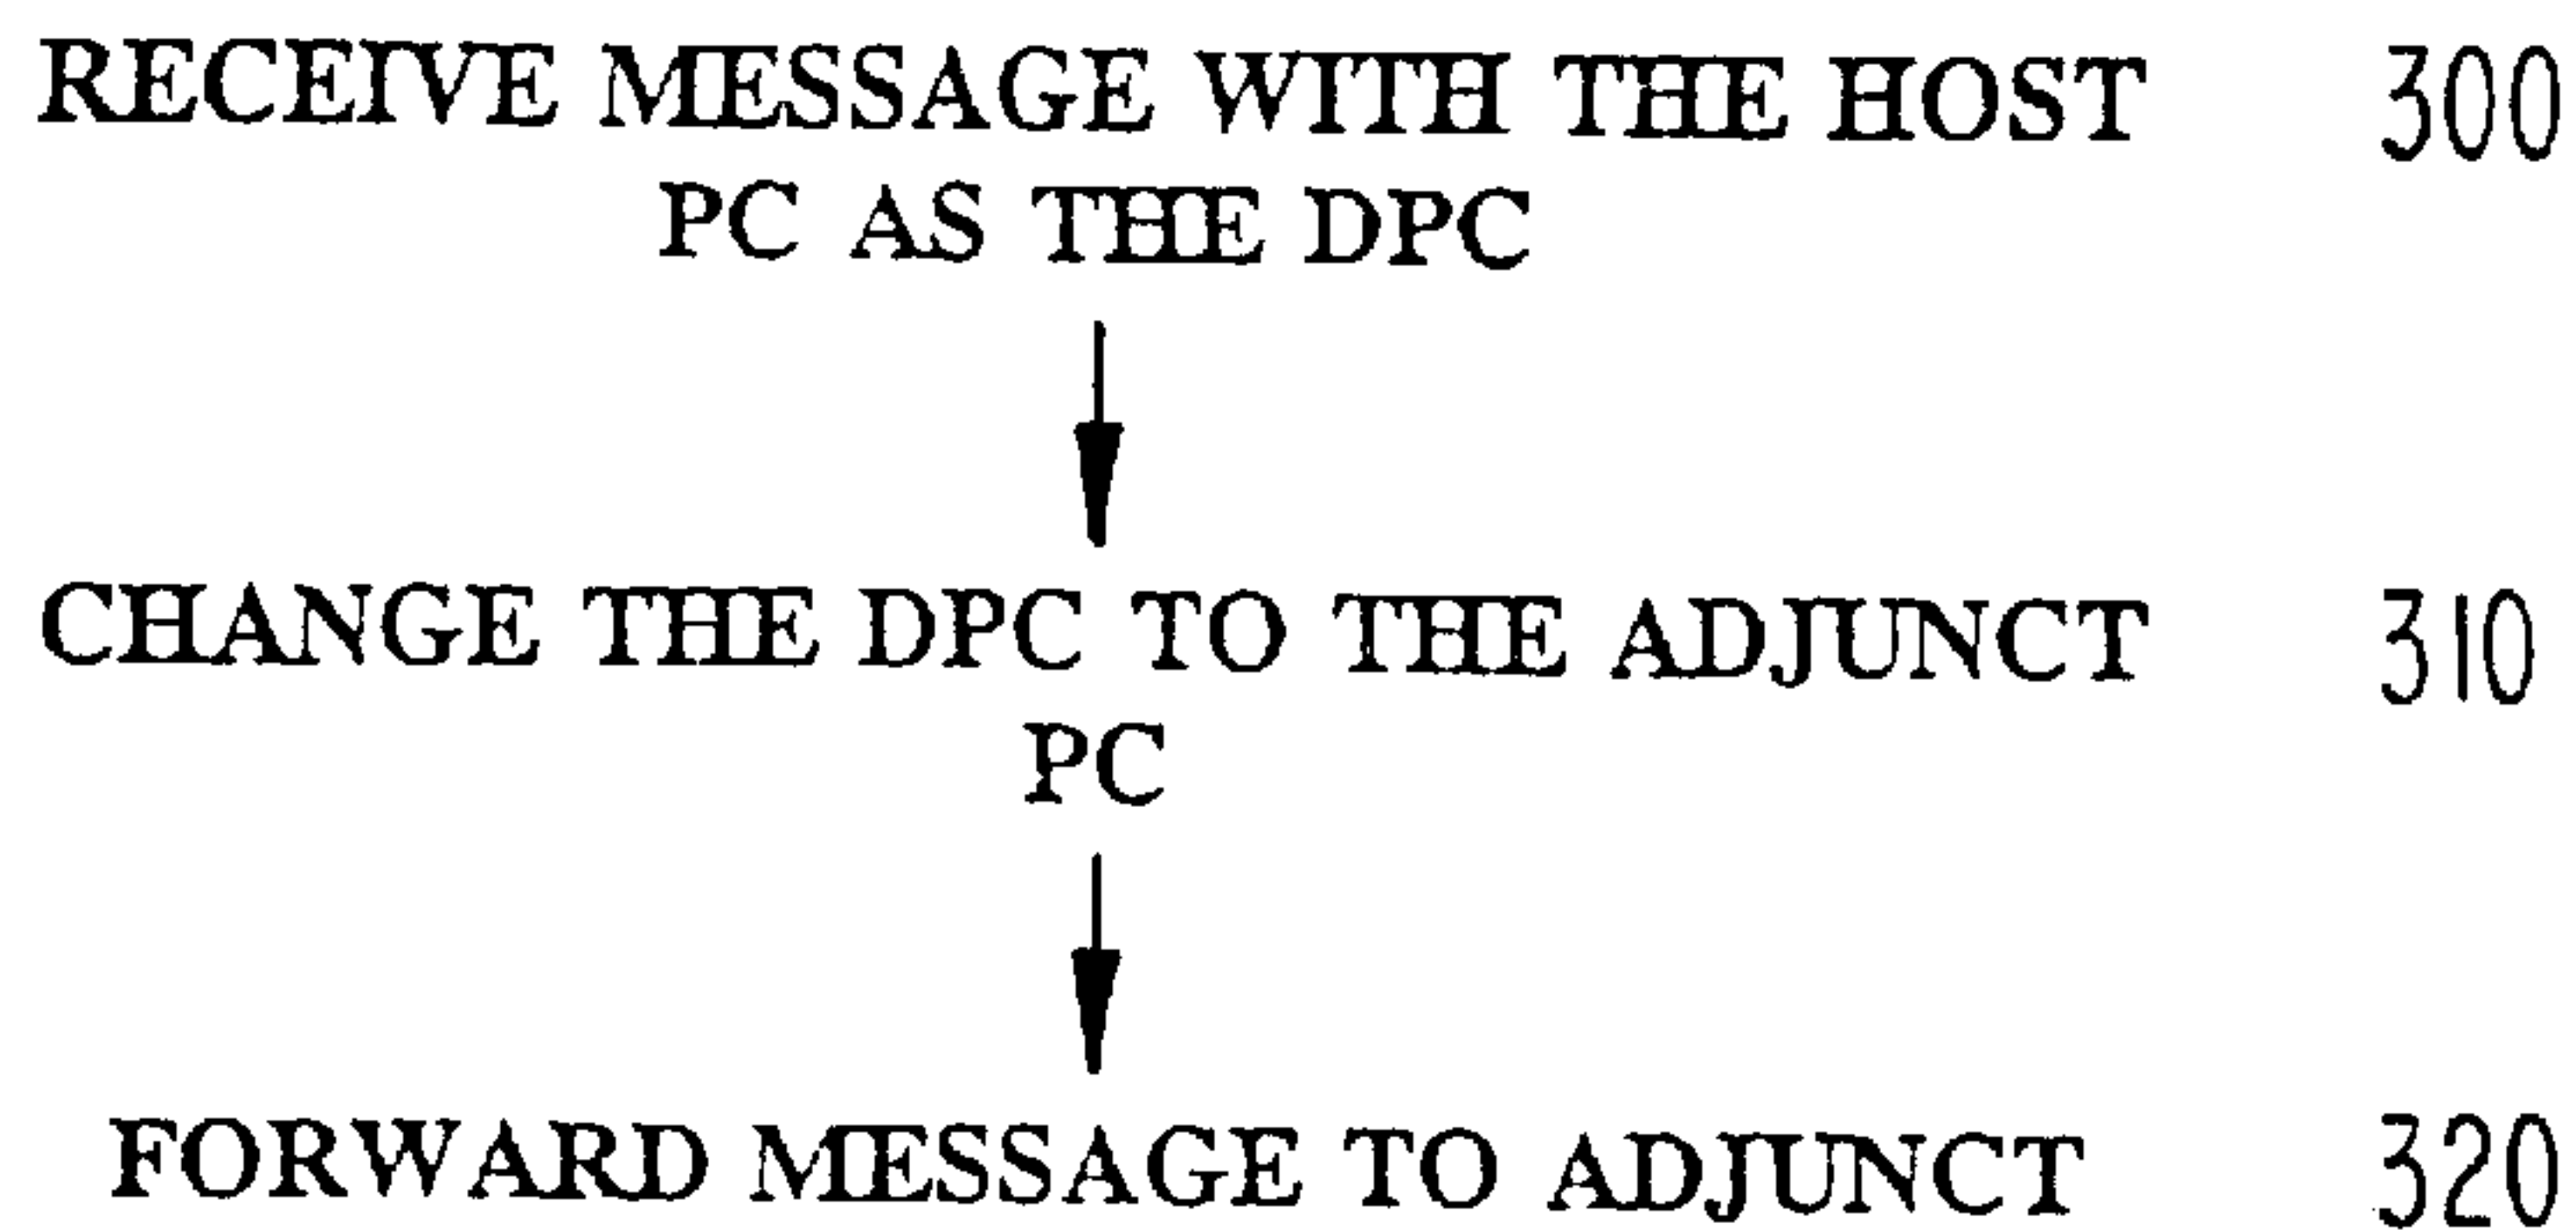 RECEIVE MESSAGE WITH THE HOST 300
PC AS THE DPC
CHANGE THE DPC TO THE ADJUNCT 310
PC
FORWARD MESSAGE TO ADJUNCT 320